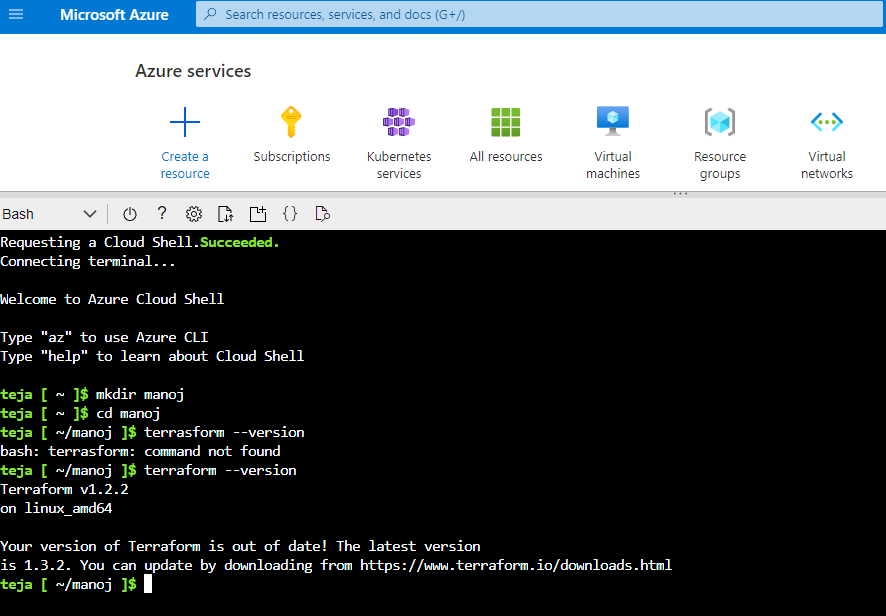 Microsoft Azure
Search resources, services, and docs (G+/)
Azure services
Create a
resource
Subscriptions
Kubernetes
services
All resources
Virtual
machines
Resource
groups
Virtual
networks
Bash
Requesting a Cloud Shell.Succeeded.
Connecting terminal...
Welcome to Azure Cloud Shell
Type "az" to use Azure CLI
Type "help" to learn about Cloud Shell
teja [ ~ ]$ mkdir manoj
teja [ ~ ]$ cd manoj
teja [ ~/manoj ]$ terrasform --version
bash: terrasform: command not found
teja [ ~/manoj ]$ terraform --version
Terraform v1.2.2
on linux_amd64
Your version of Terraform is out of date! The latest version
is 1.3.2. You can update by downloading from https://www.terraform.io/downloads.html
teja [ ~/manoj ]$